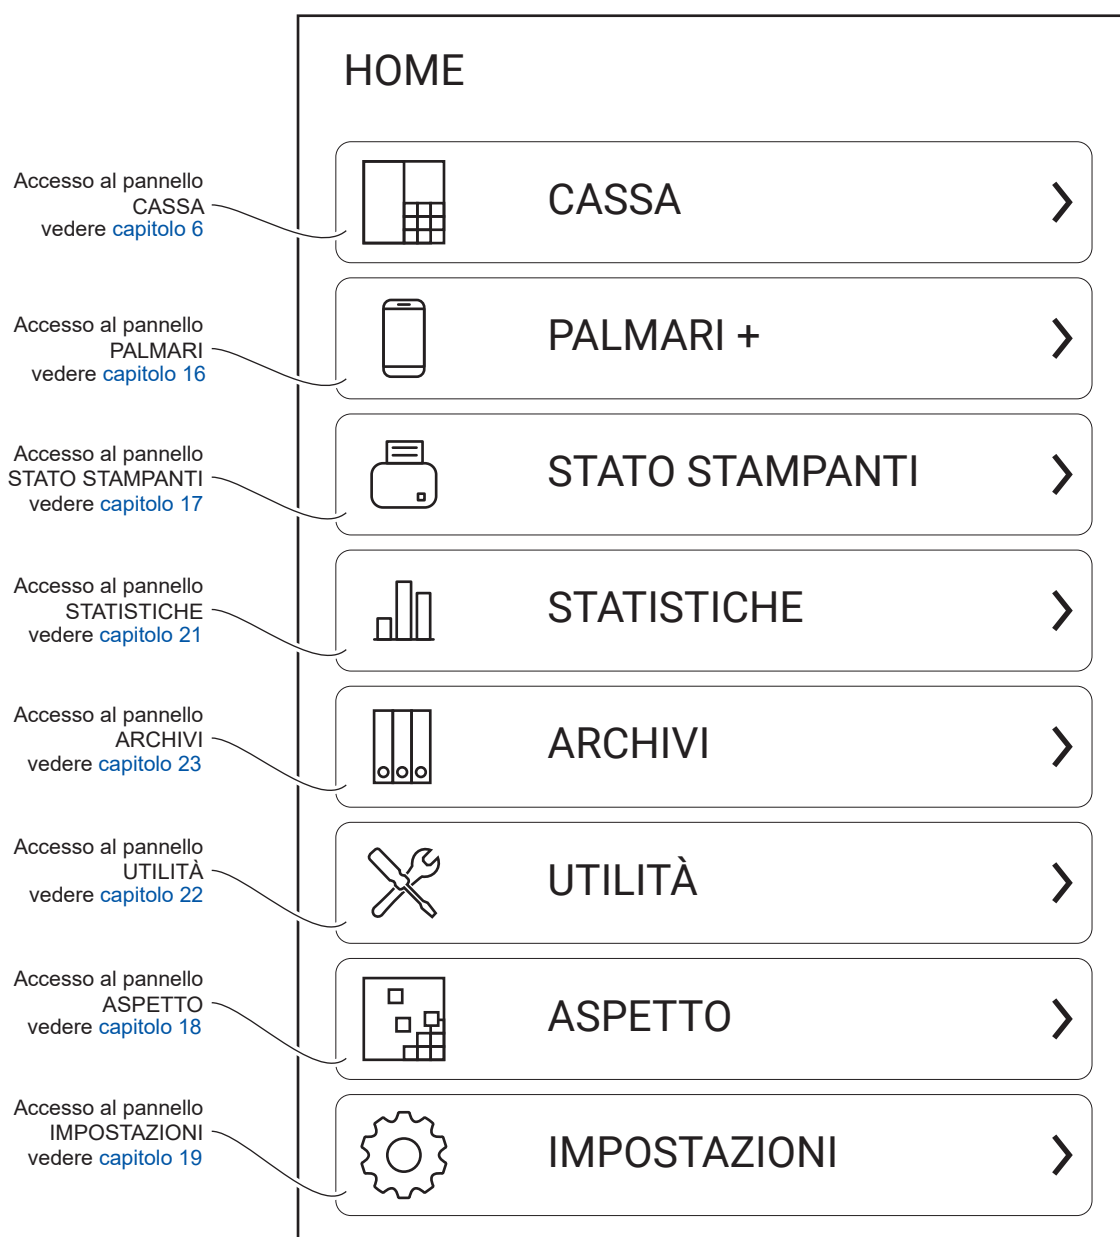 HOME
Accesso al pannello
CASSA
vedere capitolo 6
CASSA
Accesso al pannello
PALMARI
vedere capitolo 16
PALMARI +
Accesso al pannello
STATO STAMPANTI
vedere capitolo 17
STATO STAMPANTI
Accesso al pannello
STATISTICHE
vedere capitolo 21
STATISTICHE
Accesso al pannello
ARCHIVI
vedere capitolo 23
ARCHIVI
Accesso al pannello
UTILITÀ
vedere capitolo 22
UTILITÀ
Accesso al pannello
ASPETTO
vedere capitolo 18
ASPETTO
Accesso al pannello
IMPOSTAZIONI
vedere capitolo 19
IMPOSTAZIONI